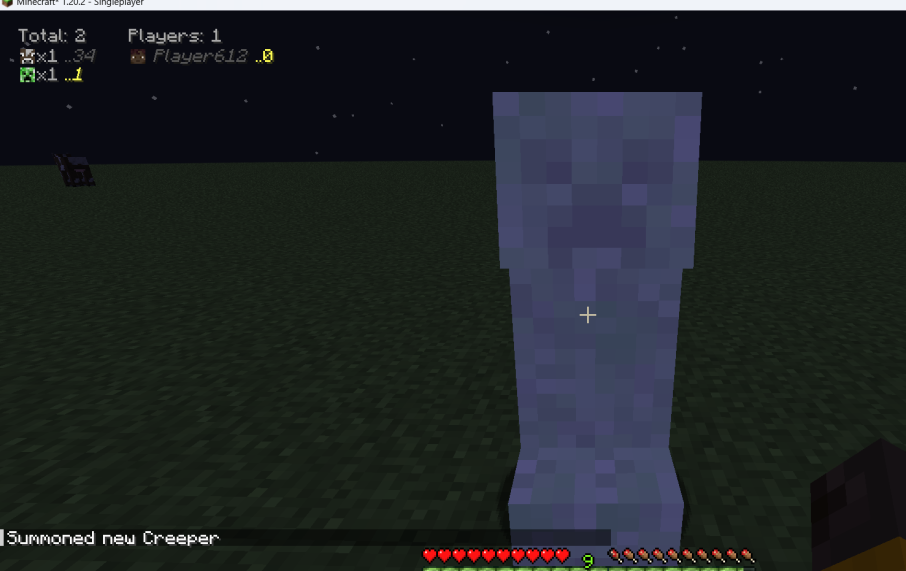 Minecraft* 1.20.2 - Singleplayer
Total: 2 Players: 1
x1 ..34 Player612 ..0
x1 ..1
Summoned new Creeper
9